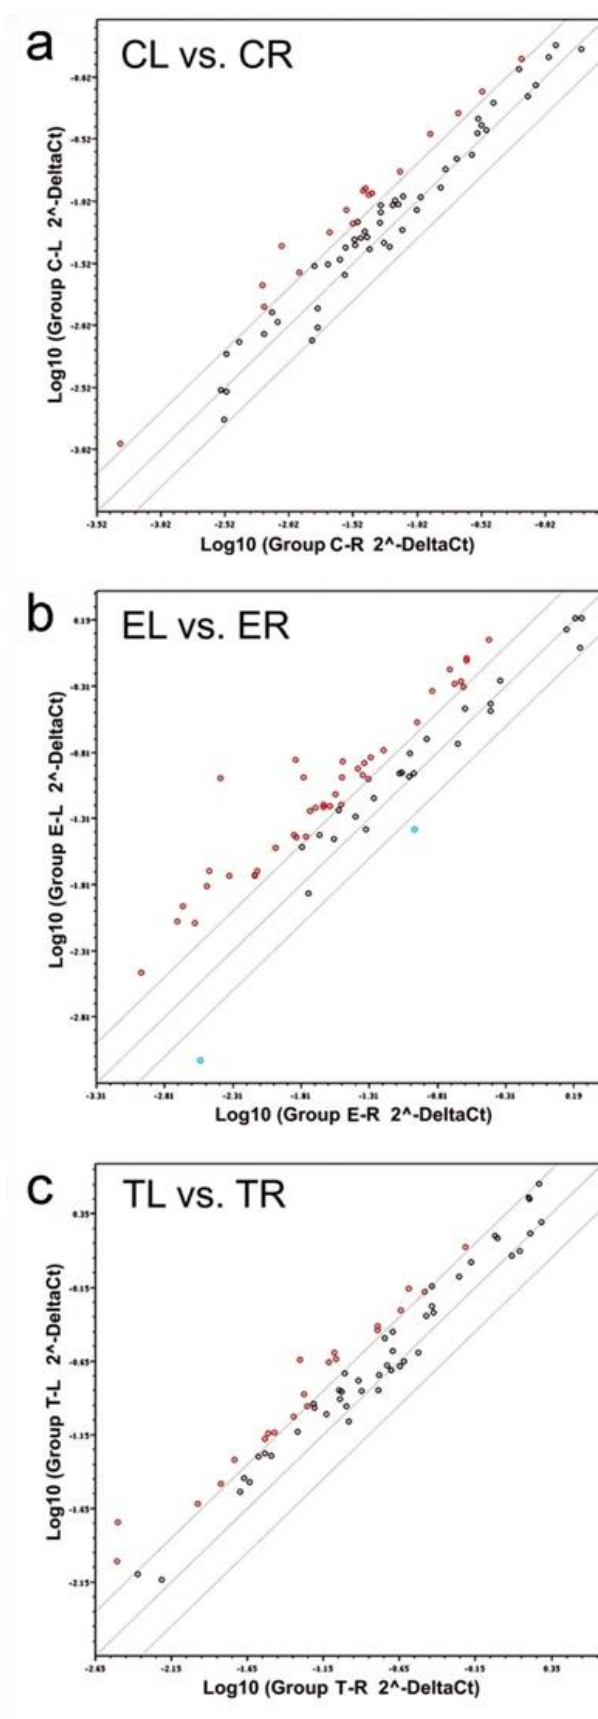 a
CL vs. CR
Log10 (Group C-L 2^-DeltaCt)
-0.02
-0.52
-1.02
-1.52
-2.02
-2.52
-3.02
-3.52 -3.02 -2.52 -2.02 -1.52 -1.02 -0.52 -0.02
Log10 (Group C-R 2^-DeltaCt)
b
EL vs. ER
Log10 (Group E-L 2^-DeltaCt)
0.19
-0.31
-0.81
-1.31
-1.81
-2.31
-2.81
-3.31 -2.81 -2.31 -1.81 -1.31 -0.81 -0.31 0.19
Log10 (Group E-R 2^-DeltaCt)
c
TL vs. TR
Log10 (Group T-L 2^-DeltaCt)
0.35
-0.15
-0.65
-1.15
-1.65
-2.15
-2.65 -2.15 -1.65 -1.15 -0.65 -0.15 0.35
Log10 (Group T-R 2^-DeltaCt)